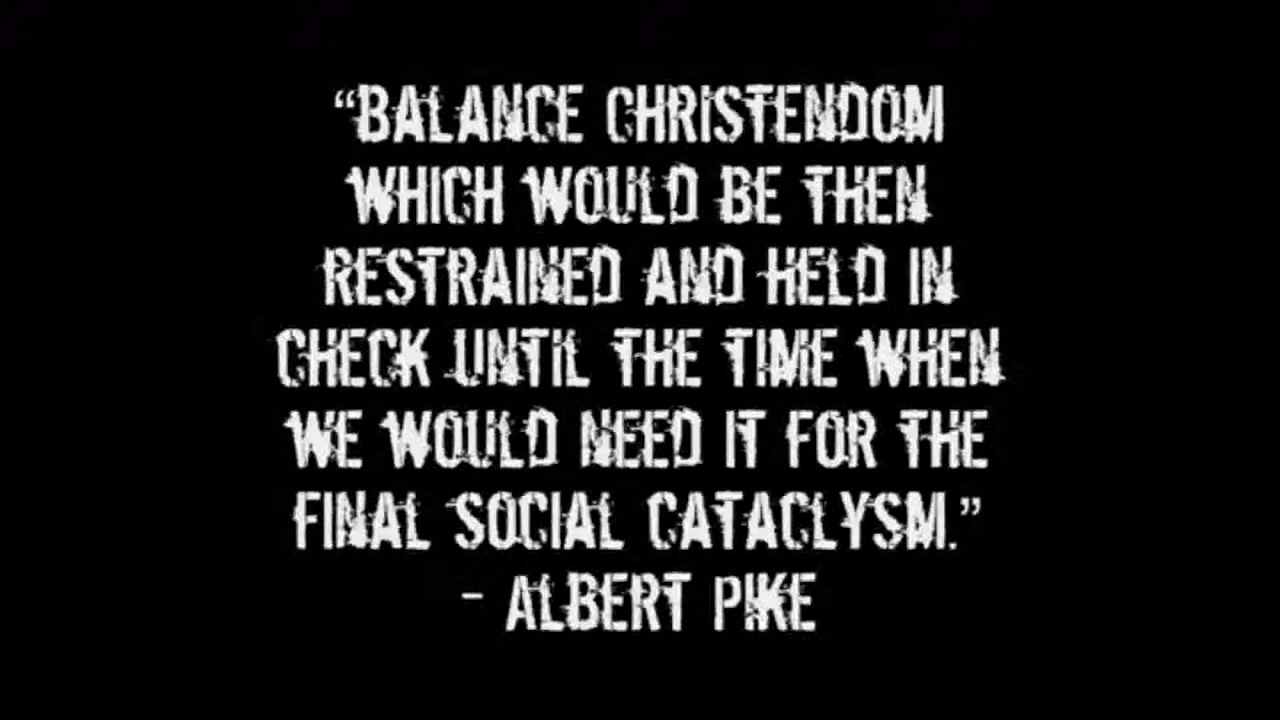 “BALANCE CHRISTENDOM
WHICH WOULD BE THEN
RESTRAINED AND HELD IN
CHECK UNTIL THE TIME WHEN
WE WOULD NEED IT FOR THE
FINAL SOCIAL CATACLYSM.”
- ALBERT PIKE